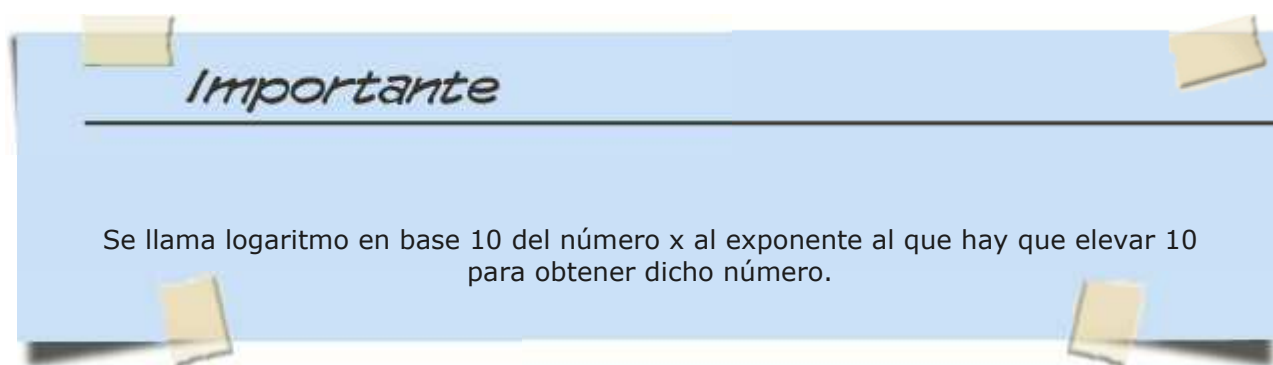 Importante
Se llama logaritmo en base 10 del número x al exponente al que hay que elevar 10
para obtener dicho número.